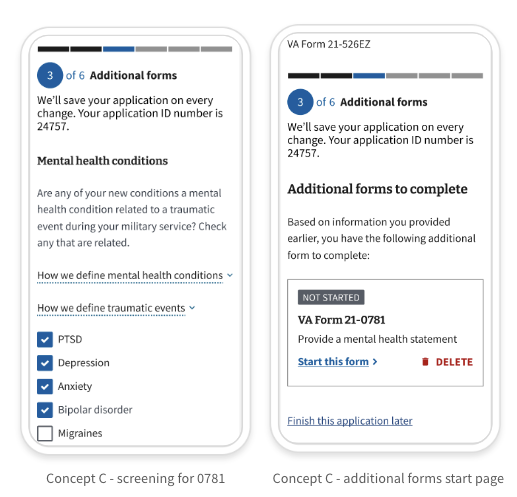 3 of 6 Additional forms
We'll save your application on every
change. Your application ID number is
24757.
Mental health conditions
Are any of your new conditions a mental
health condition related to a traumatic
event during your military service? Check
any that are related.
How we define mental health conditions
How we define traumatic events
PTSD
Depression
Anxiety
Bipolar disorder
Migraines
Concept C - screening for 0781
VA Form 21-526EZ
3 of 6 Additional forms
We'll save your application on every
change. Your application ID number is
24757.
Additional forms to complete
Based on information you provided
earlier, you have the following additional
form to complete:
NOT STARTED
VA Form 21-0781
Provide a mental health statement
Start this form
DELETE
Finish this application later
Concept C - additional forms start page